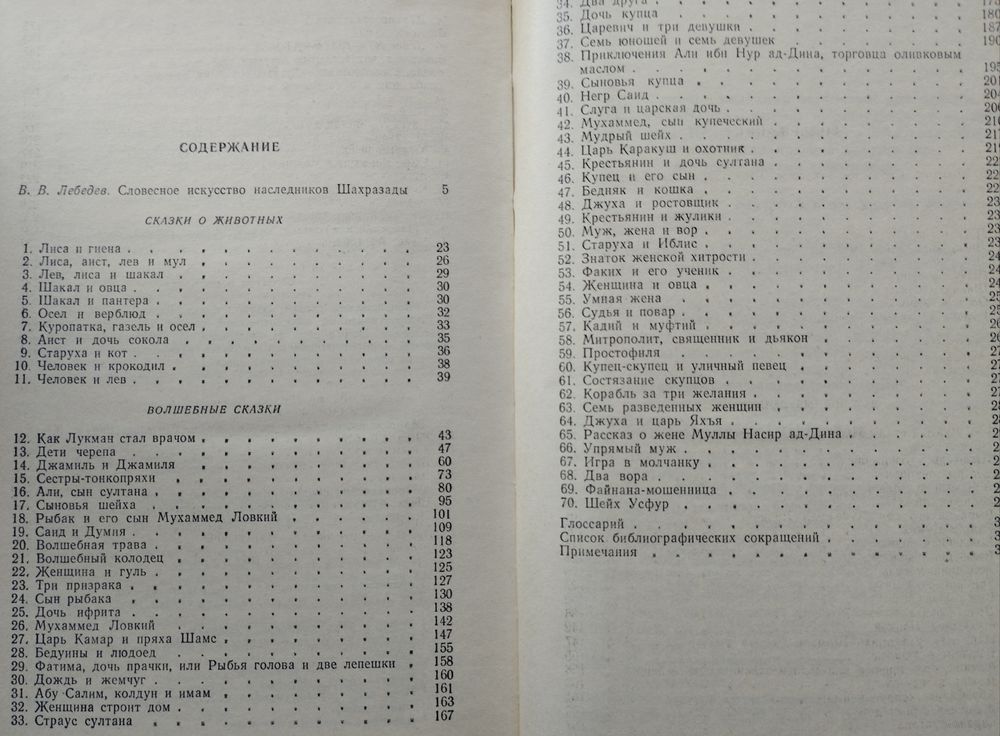 СОДЕРЖАНИЕ
В. В. Лебедев. Словесное искусство наследников Шахразады 5
СКАЗКИ О ЖИВОТНЫХ
1. Лиса и гиена 23
2. Лиса, аист, лев и мул 26
3. Лев, лиса и шакал 29
4. Шакал и овца 30
5. Шакал и пантера 30
6. Осел и верблюд 32
7. Куропатка, газель и осел 33
8. Аист и дочь сокола 35
9. Старуха и кот 36
10. Человек и крокодил 38
11. Человек и лев 39
ВОЛШЕБНЫЕ СКАЗКИ
12. Как Лукман стал врачом 43
13. Дети черепа 47
14. Джамиль и Джамиля 60
15. Сестры-тонкопряхи 73
16. Али, сын султана 80
17. Сыновья шейха 95
18. Рыбак и его сын Мухаммед Ловкий 101
19. Саид и Думия 109
20. Волшебная трава 118
21. Волшебный колодец 123
22. Женщина и гуль 125
23. Три призрака 127
24. Сын рыбака 130
25. Дочь ифрита 138
26. Мухаммед Ловкий 142
27. Царь Камар и пряха Шамс 147
28. Бедуины и людоед 155
29. Фатима, дочь прачки, или Рыбья голова и две лепешки 158
30. Дождь и жемчуг 160
31. Абу Салим, колдун и имам 161
32. Женщина строит дом 163
33. Страус султана 167
34. Два друга
35. Дочь купца
36. Царевич и три девушки
37. Семь юношей и семь девушек
38. Приключения Али ибн Нур ад-Дина, торговца оливковым
маслом
39. Сыновья купца
40. Негр Саид
41. Слуга и царская дочь
42. Мухаммед, сын купеческий
43. Мудрый шейх
44. Царь Каракуш и охотник
45. Крестьянин и дочь султана
46. Купец и его сын
47. Бедняк и кошка
48. Джуха и ростовщик
49. Крестьянин и жулики
50. Муж, жена и вор
51. Старуха и Иблис
52. Знаток женской хитрости
53. Факих и его ученик
54. Женщина и овца
55. Умная жена
56. Судья и повар
57. Кадий и муфтий
58. Митрополит, священник и дьякон
59. Простофиля
60. Купец-скупец и уличный певец
61. Состязание скупцов
62. Корабль за три желания
63. Семь разведенных женщин
64. Джуха и царь Яхъя
65. Рассказ о жене Муллы Насир ад-Дина
66. Упрямый муж
67. Игра в молчанку
68. Два вора
69. Файнана-мошенница
70. Шейх Усфур
Глоссарий
Список библиографических сокращений
Примечания